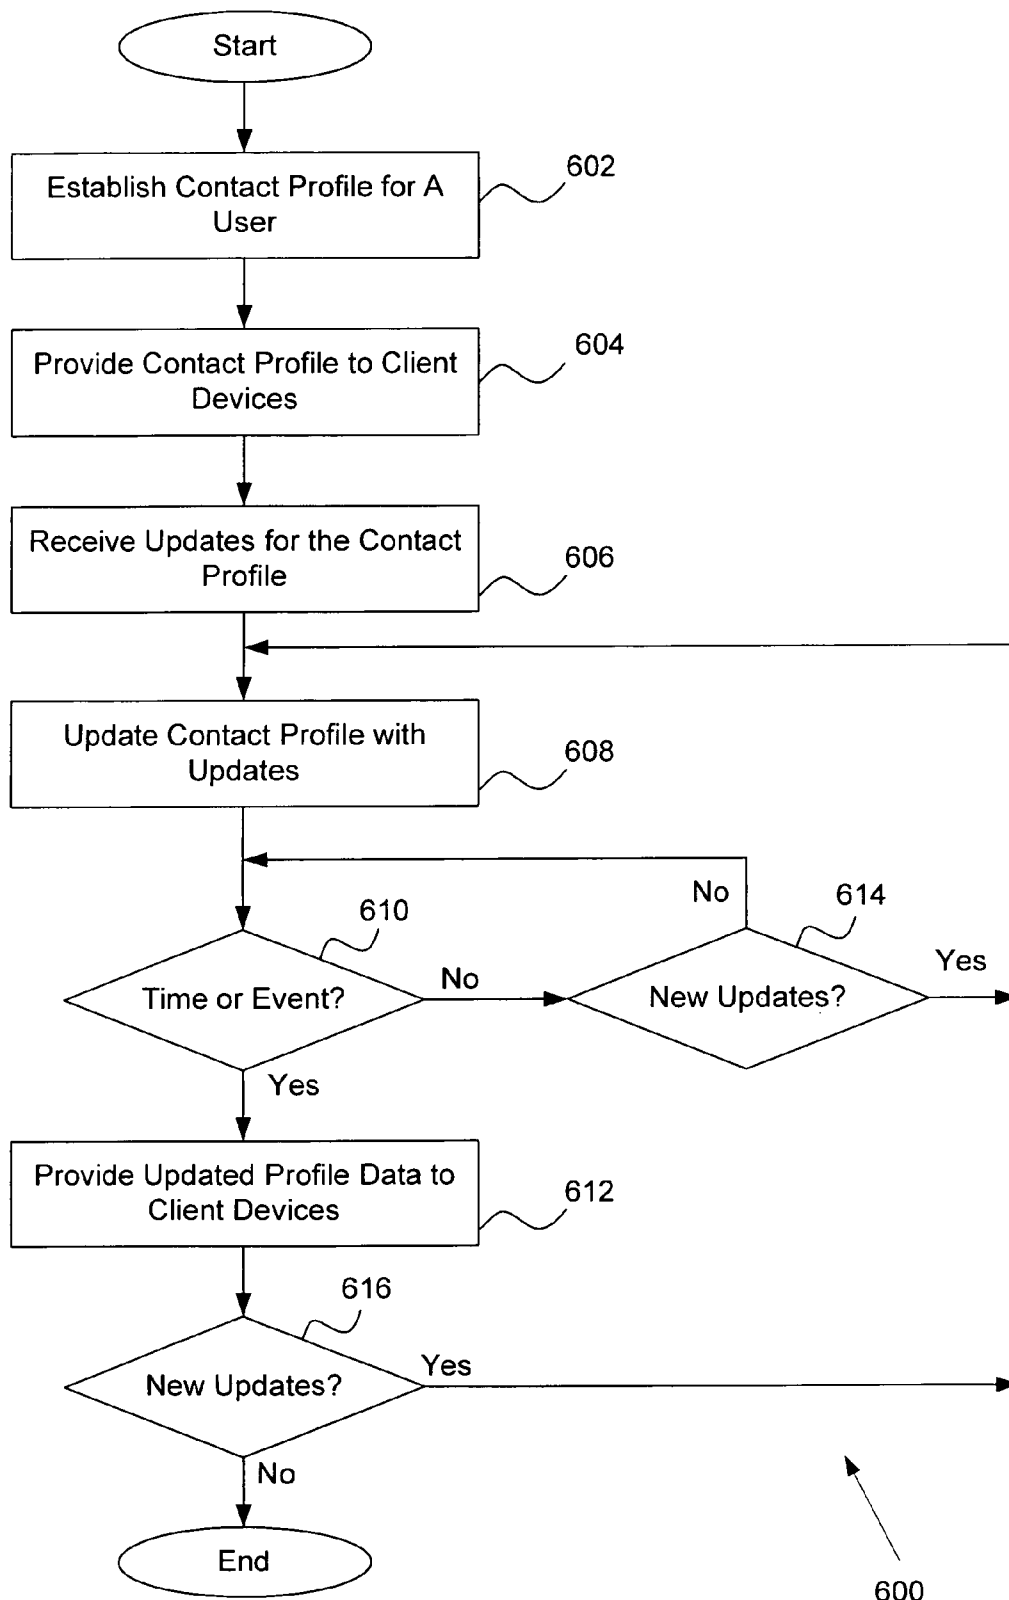 Start
Establish Contact Profile for A
User
602
Provide Contact Profile to Client
Devices
604
Receive Updates for the Contact
Profile
606
Update Contact Profile with
Updates
608
610
Time or Event?
No
Yes
614
New Updates?
No
Yes
Provide Updated Profile Data to
Client Devices
612
616
New Updates?
Yes
No
End
600